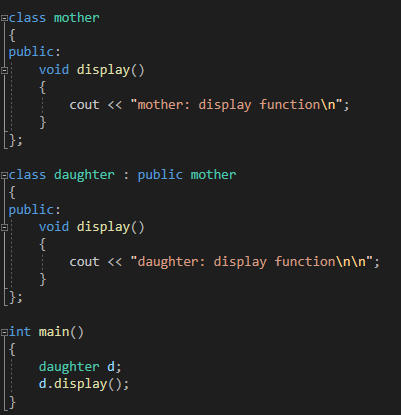 class mother
{
public:
    void display()
    {
        cout << "mother: display function\n";
    }
};
class daughter : public mother
{
public:
    void display()
    {
        cout << "daughter: display function\n\n";
    }
};
int main()
{
    daughter d;
    d.display();
}